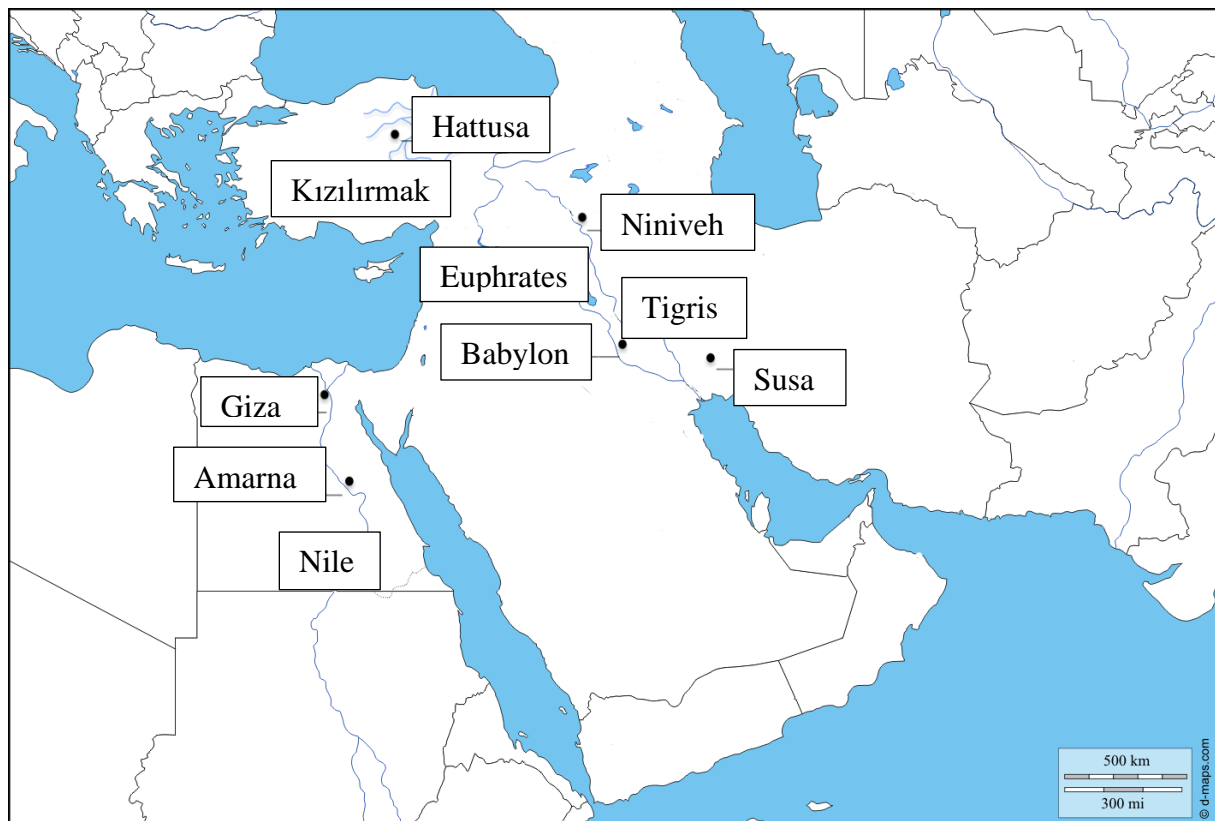 Hattusa
Kızılırmak
Niniveh
Euphrates
Tigris
Babylon
Susa
Giza
Amarna
Nile
500 km
300 mi
© d-maps.com